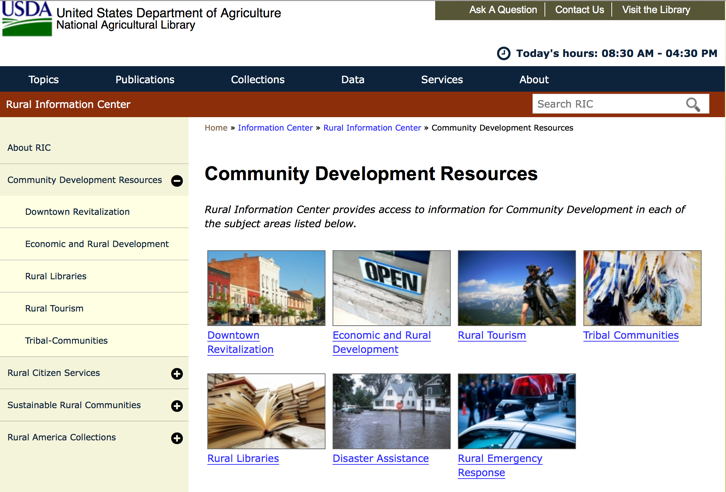 USDA
United States Department of Agriculture
National Agricultural Library
Ask A Question
Contact Us
Visit the Library
Today's hours: 08:30 AM - 04:30 PM
Topics
Publications
Collections
Data
Services
About
Rural Information Center
Search RIC
About RIC
Community Development Resources
Downtown Revitalization
Economic and Rural Development
Rural Libraries
Rural Tourism
Tribal-Communities
Rural Citizen Services
Sustainable Rural Communities
Rural America Collections
Home » Information Center » Rural Information Center » Community Development Resources
Community Development Resources
Rural Information Center provides access to information for Community Development in each of
the subject areas listed below.
OPEN
Downtown
Revitalization
Economic and Rural
Development
Rural Tourism
Tribal Communities
Rural Libraries
Disaster Assistance
Rural Emergency
Response